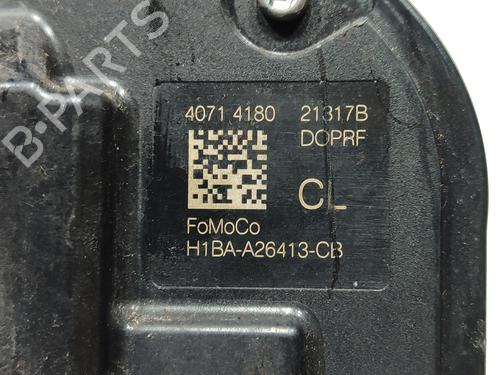 B-PARTS
4071 4180 21317B
DOPRF
CL
FoMoCo
H1BA-A26413-CB